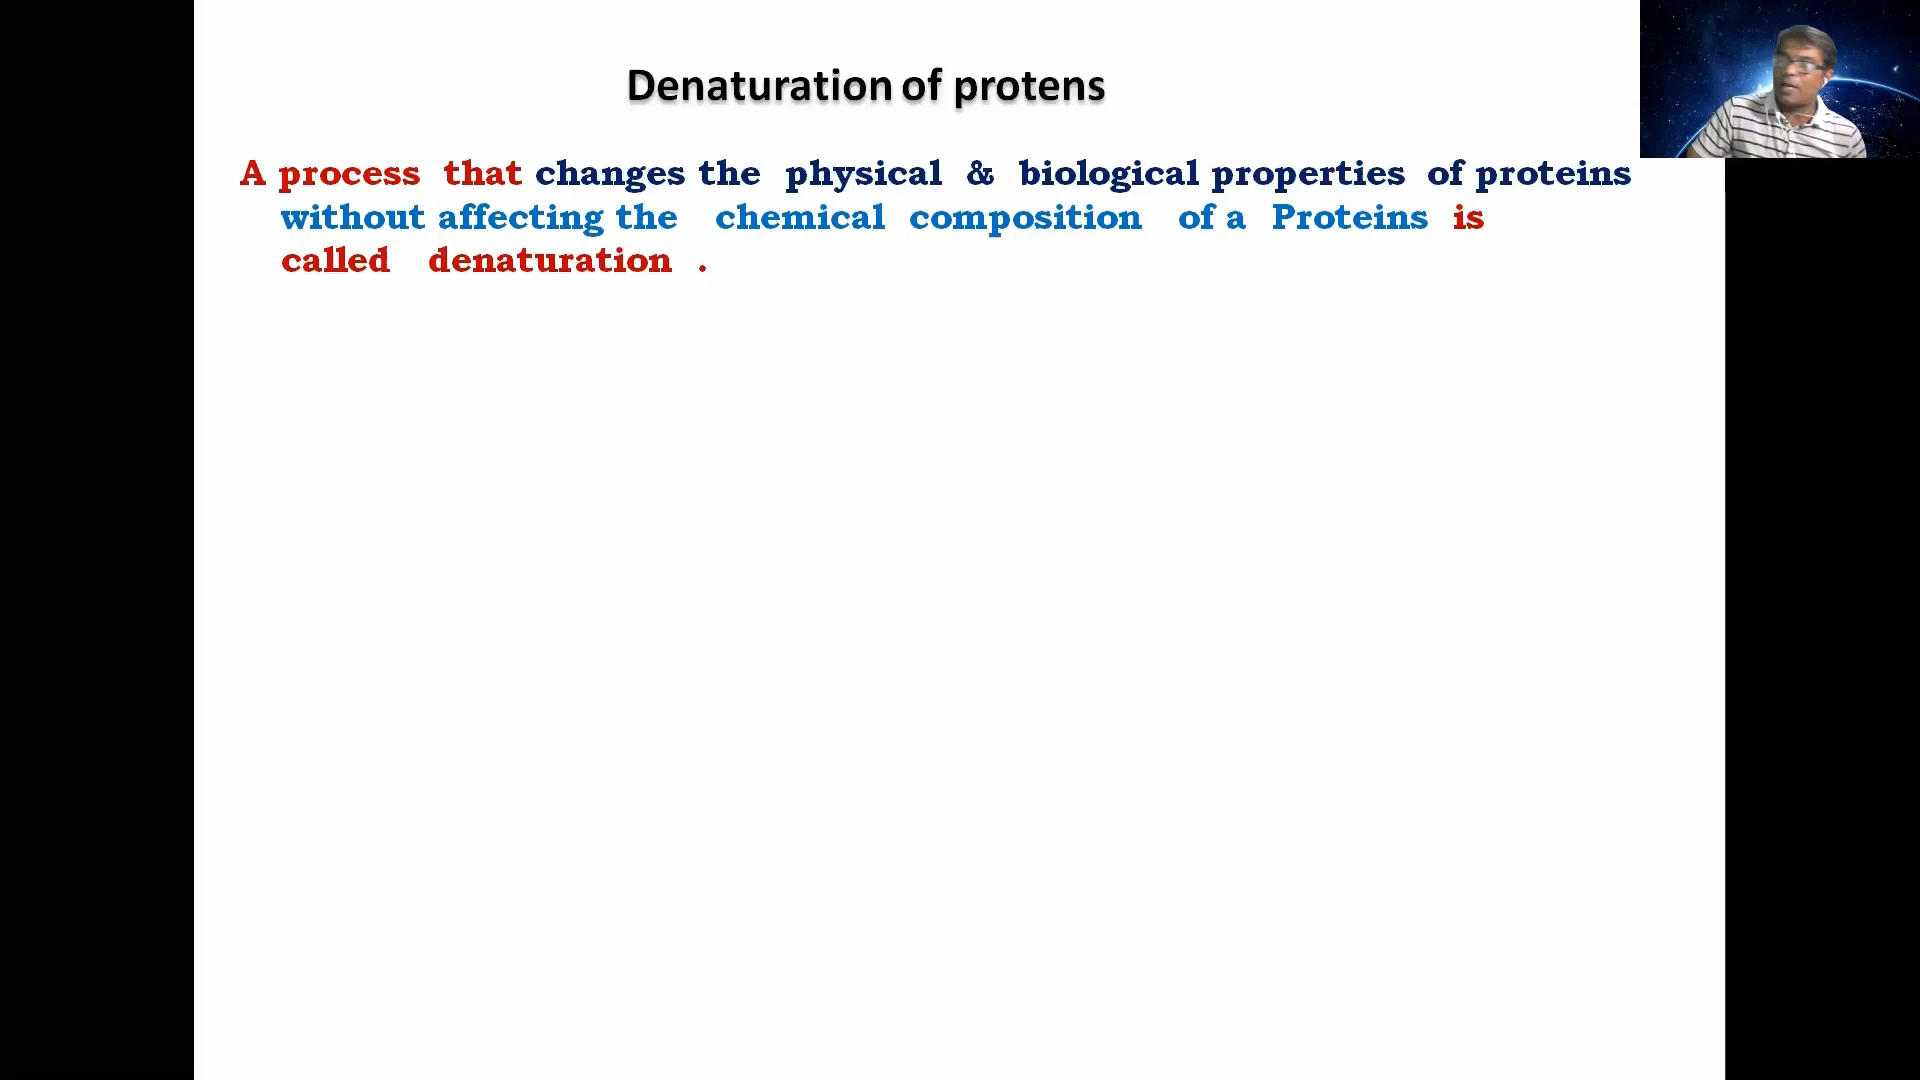 Denaturation of protens
A process that changes the physical & biological properties of proteins
without affecting the chemical composition of a Proteins is
called denaturation .